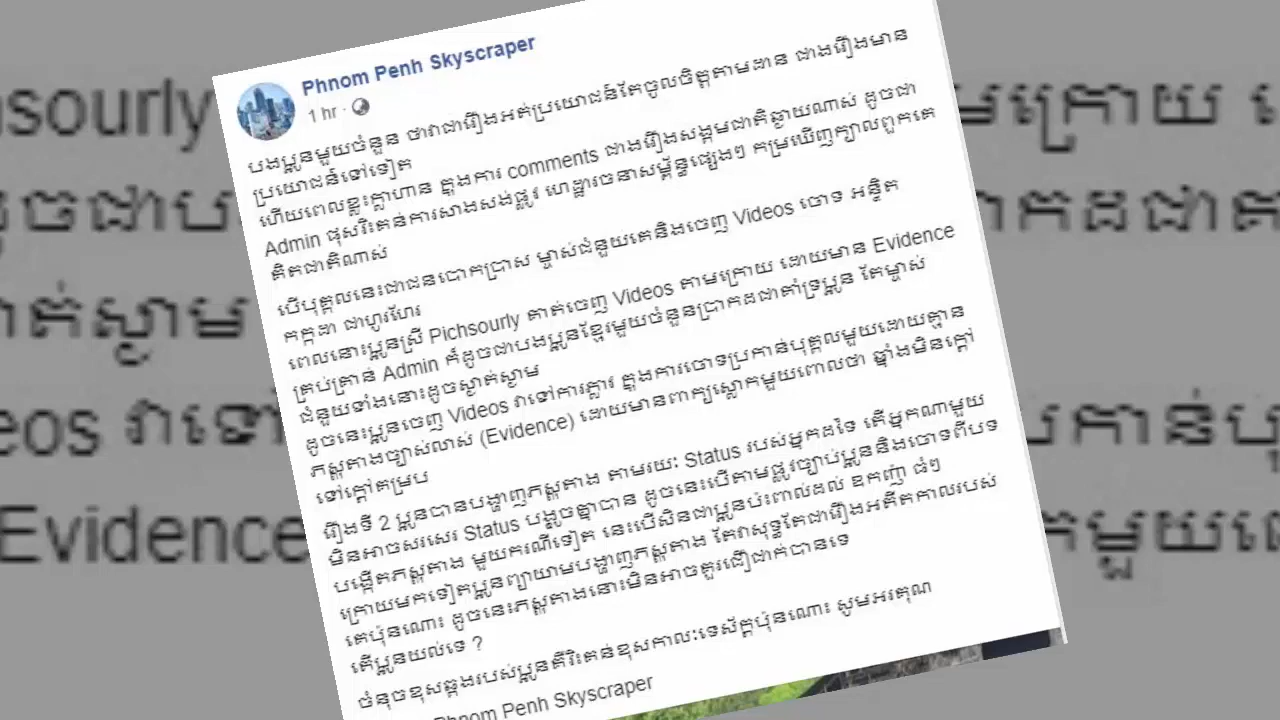 Phnom Penh Skyscraper
1 hr ·
បងប្អូនមួយចំនួន ថាវាជារឿងអត់ប្រយោជន៍តែចូលចិត្តតាមដាន ជាងរឿងមាន
ប្រយោជន៍ទៅទៀត
ហើយពេលខ្លះក្លាហាន ក្នុងការ comments ជាងរឿងសង្គមជាតិឆ្ងាយណាស់ ដូចជា
Admin ផុសរិះគន់ការសាងសង់ផ្លូវ ហេដ្ឋារចនាសម្ព័ន្ធផ្សេងៗ កម្រឃើញក្បាលពួកគេ
គិតជាតិណាស់
បើបុគ្គលនេះជាជនបោកប្រាស ម្ចាស់ជំនួយគេនិងចេញ Videos ចោទ អន្ធិត
កក្កដា ជាហូរហែរ
ពេលនោះប្អូនស្រី Pichsourly គាត់ចេញ Videos តាមក្រោយ ដោយមាន Evidence
គ្រប់គ្រាន់ Admin ក៏ដូចជាបងប្អូនខ្មែរមួយចំនួនប្រាកដជាគាំទ្រប្អូន តែម្ចាស់
ជំនួយទាំងនោះដូចស្ងាត់ស្ងាម
ដូចនេះប្អូនចេញ Videos វាទៅការគ្មារ ក្នុងការចោទប្រកាន់បុគ្គលមួយដោយគ្មាន
ភស្តុតាងច្បាស់លាស់ (Evidence) ដោយមានពាក្យស្លោកមួយពោលថា ឆ្នាំងមិនក្តៅ
ទៅក្តៅគម្រប
រឿងទី 2 ប្អូនបានបង្ហាញភស្តុតាង តាមរយៈ Status របស់អ្នកដទៃ តើអ្នកណាមួយ
មិនអាចសរសេរ Status បង្ខូចគ្នាបាន ដូចនេះបើតាមផ្លូវច្បាប់ប្អូននិងចោទពីបទ
បង្កើតភស្តុតាង មួយករណីទៀត នេះបើសិនជាប្អូនប៉ះពាល់ដល់ ឧកញ៉ា ធំៗ
ក្រោយមកទៀតប្អូនព្យាយាមបង្ហាញភស្តុតាង តែវាសុទ្ធតែជារឿងអតីតកាលរបស់
គេប៉ុនណោះ ដូចនេះភស្តុតាងនោះមិនអាចគួរជឿជាក់បានទេ
តើប្អូនយល់ទេ ?
ចំនុចខុសឆ្គងរបស់ប្អូនគឺរិះគន់ខុសកាលៈទេស័ក្តប៉ុនណោះ សូមអរគុណ
Phnom Penh Skyscraper